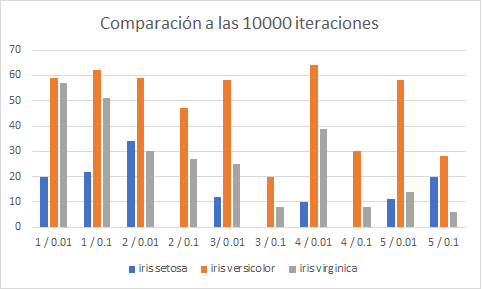 Comparación a las 10000 iteraciones
70
60
50
40
30
20
10
0
1 / 0.01 1 / 0.1 2 / 0.01 2 / 0.1 3/ 0.01 3 / 0.1 4 / 0.01 4 / 0.1 5 / 0.01 5 / 0.1
iris setosa iris versicolor iris virginica